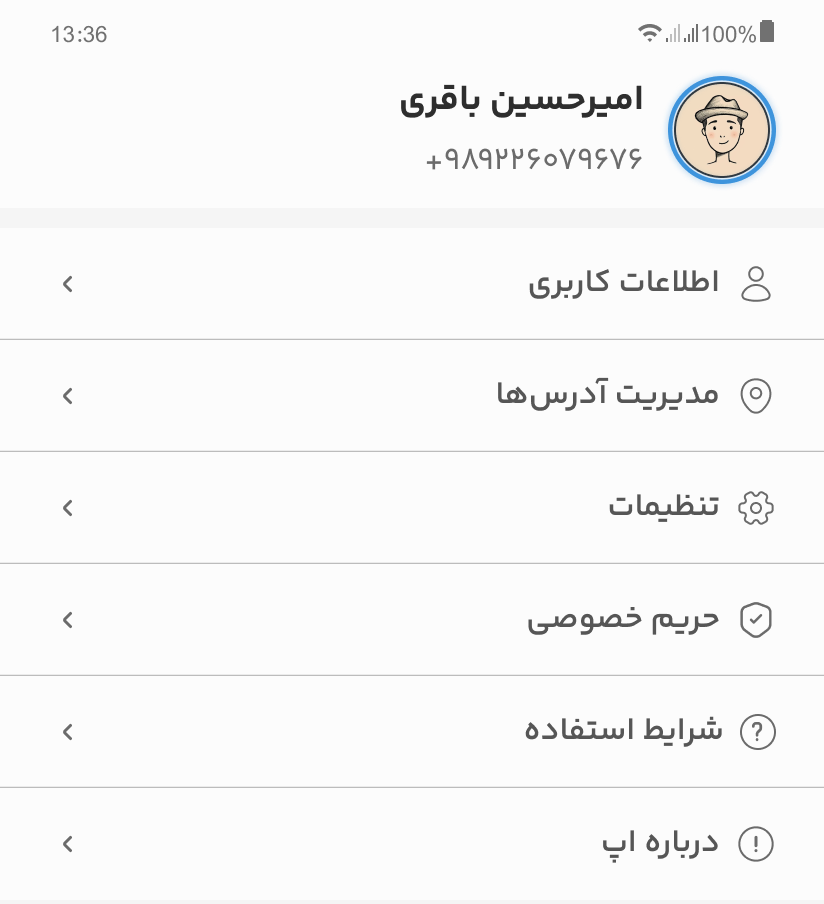 13:36 100%
امیرحسین باقری
+۹۸۹۲۲۶۰۷۹۶۷۶
اطلاعات کاربری
مدیریت آدرس‌ها
تنظیمات
حریم خصوصی
شرایط استفاده
درباره اپ